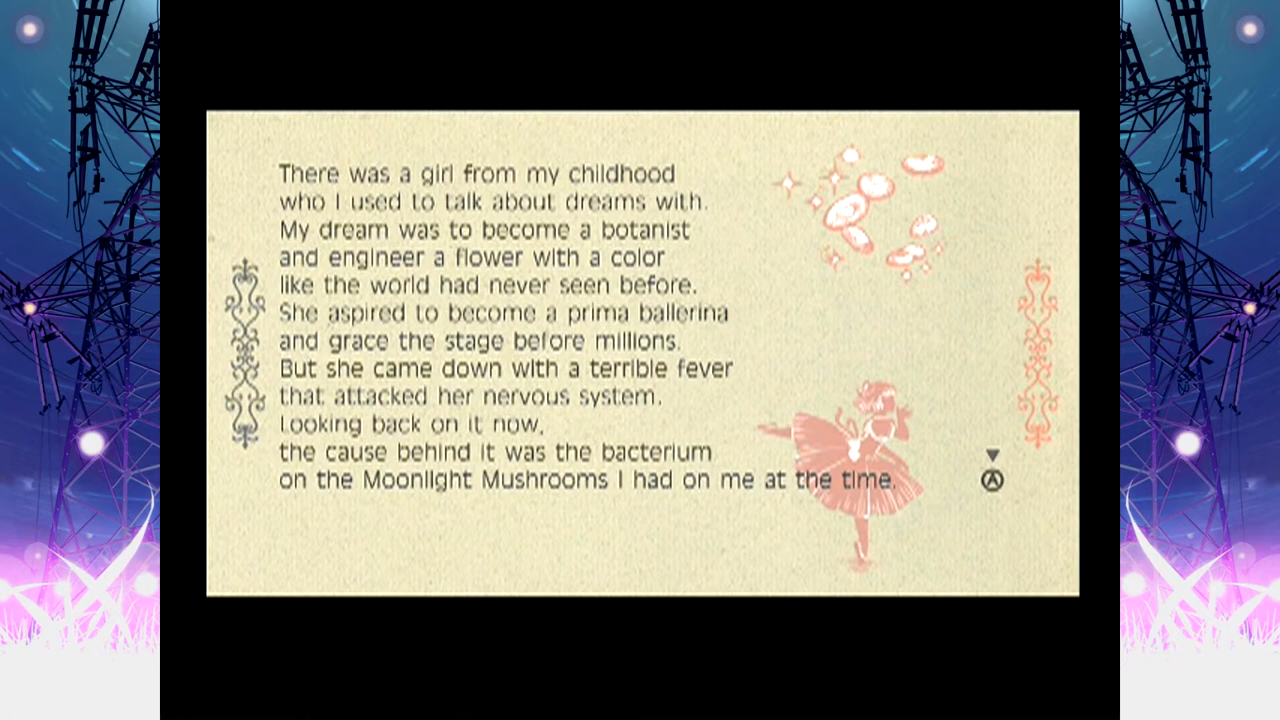 There was a girl from my childhood
who I used to talk about dreams with.
My dream was to become a botanist
and engineer a flower with a color
like the world had never seen before.
She aspired to become a prima ballerina
and grace the stage before millions.
But she came down with a terrible fever
that attacked her nervous system.
Looking back on it now,
the cause behind it was the bacterium
on the Moonlight Mushrooms I had on me at the time.
A